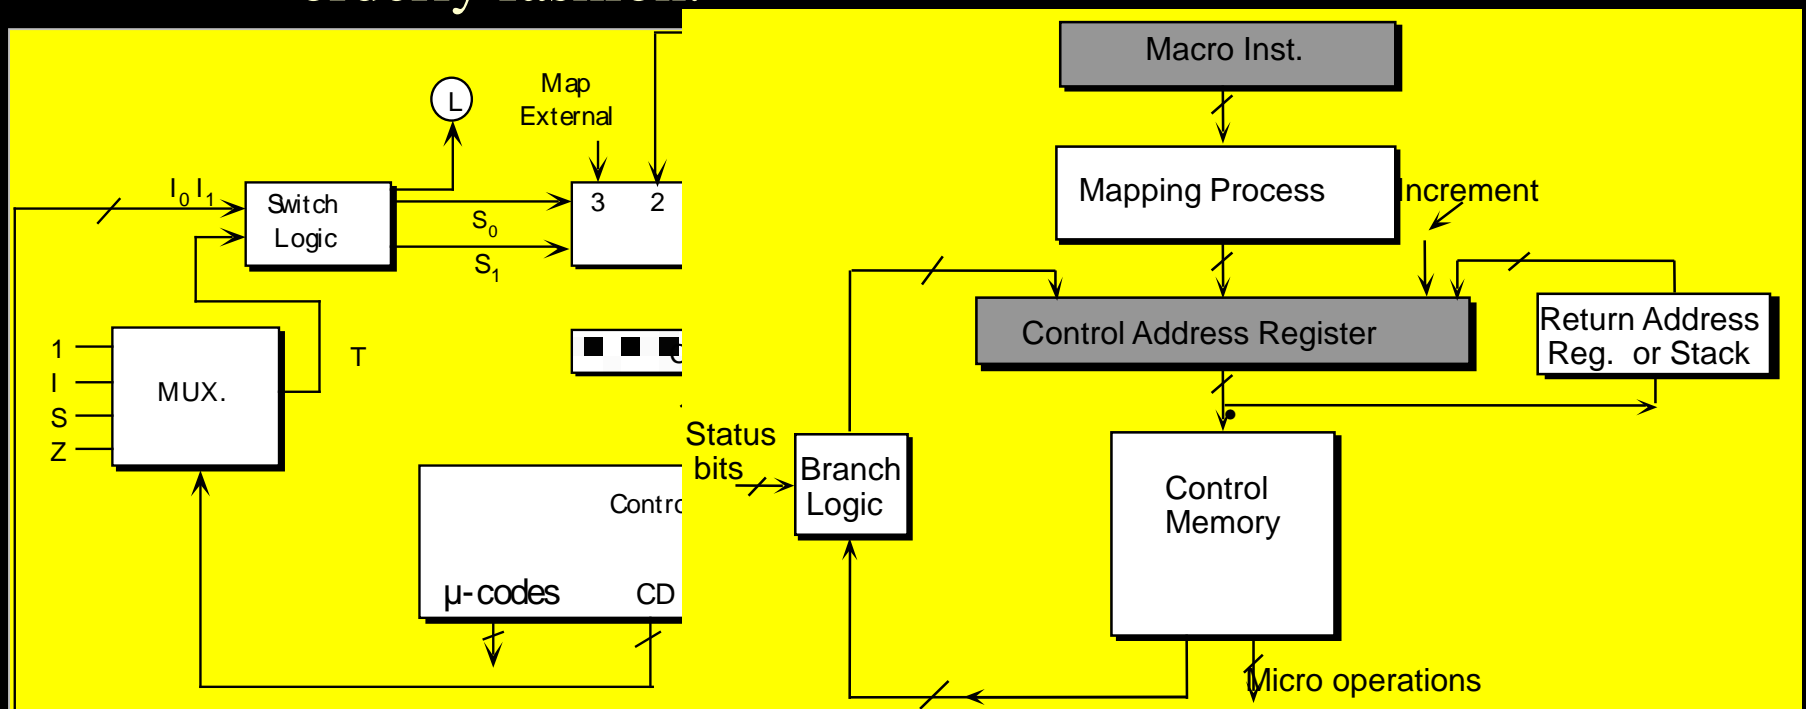 Map
External
L
3 2
I0 I1
Switch
Logic
S0
S1
1
I
S
Z
MUX.
T
µ-codes
CD
Macro Inst.
Mapping Process
Increment
Control Address Register
Return Address
Reg. or Stack
Status
bits
Branch
Logic
Control
Memory
Micro operations